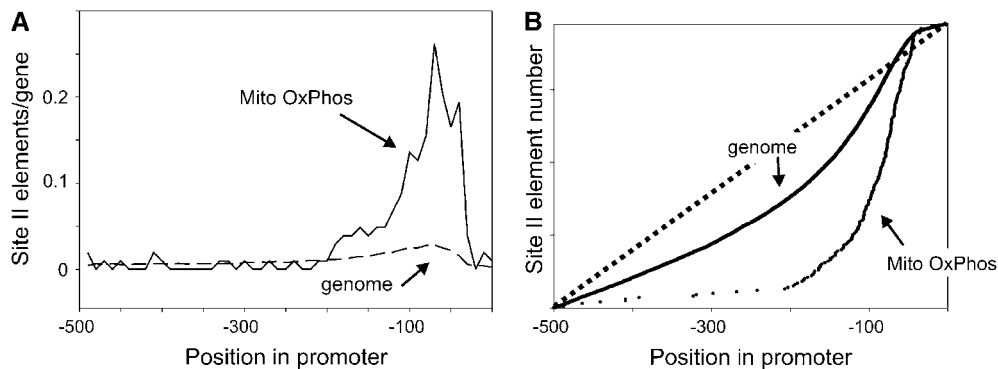 A
Site II elements/gene
0.2
0.1
0
Mito OxPhos
genome
-500
-300
-100
Position in promoter
B
Site II element number
genome
Mito OxPhos
-500
-300
-100
Position in promoter